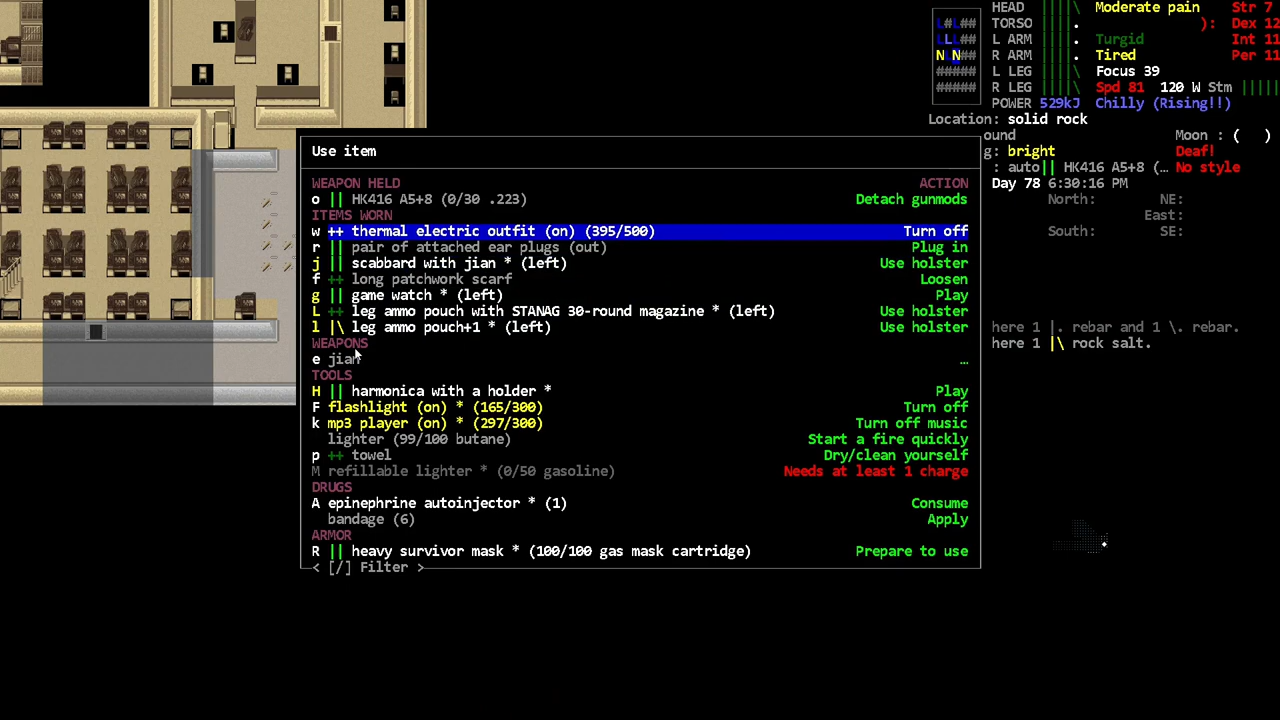 HEAD ||||\ Moderate pain Str 7
L#L## TORSO ||||. ): Dex 12
LLL## L ARM ||||. Turgid Int 11
NLN## R ARM ||||. Tired Per 11
##### L LEG ||||\ Focus 39
##### R LEG ||||\ Spd 81 120 W Stm |||||
POWER 529kJ Chilly (Rising!!)
Location: solid rock
ound Moon : ( )
g: bright Deaf!
: auto|| HK416 A5+8 (… No style
Day 78 6:30:16 PM
North: NE:
East:
South: SE:
here 1 |. rebar and 1 \. rebar.
here 1 |\ rock salt.
Use item
WEAPON HELD ACTION
o || HK416 A5+8 (0/30 .223) Detach gunmods
ITEMS WORN
w ++ thermal electric outfit (on) (395/500) Turn off
r || pair of attached ear plugs (out) Plug in
j || scabbard with jian * (left) Use holster
f ++ long patchwork scarf Loosen
g || game watch * (left) Play
L ++ leg ammo pouch with STANAG 30-round magazine * (left) Use holster
l |\ leg ammo pouch+1 * (left) Use holster
WEAPONS
e jian …
TOOLS
H || harmonica with a holder * Play
F flashlight (on) * (165/300) Turn off
k mp3 player (on) * (297/300) Turn off music
lighter (99/100 butane) Start a fire quickly
p ++ towel Dry/clean yourself
M refillable lighter * (0/50 gasoline) Needs at least 1 charge
DRUGS
A epinephrine autoinjector * (1) Consume
bandage (6) Apply
ARMOR
R || heavy survivor mask * (100/100 gas mask cartridge) Prepare to use
< [/] Filter >